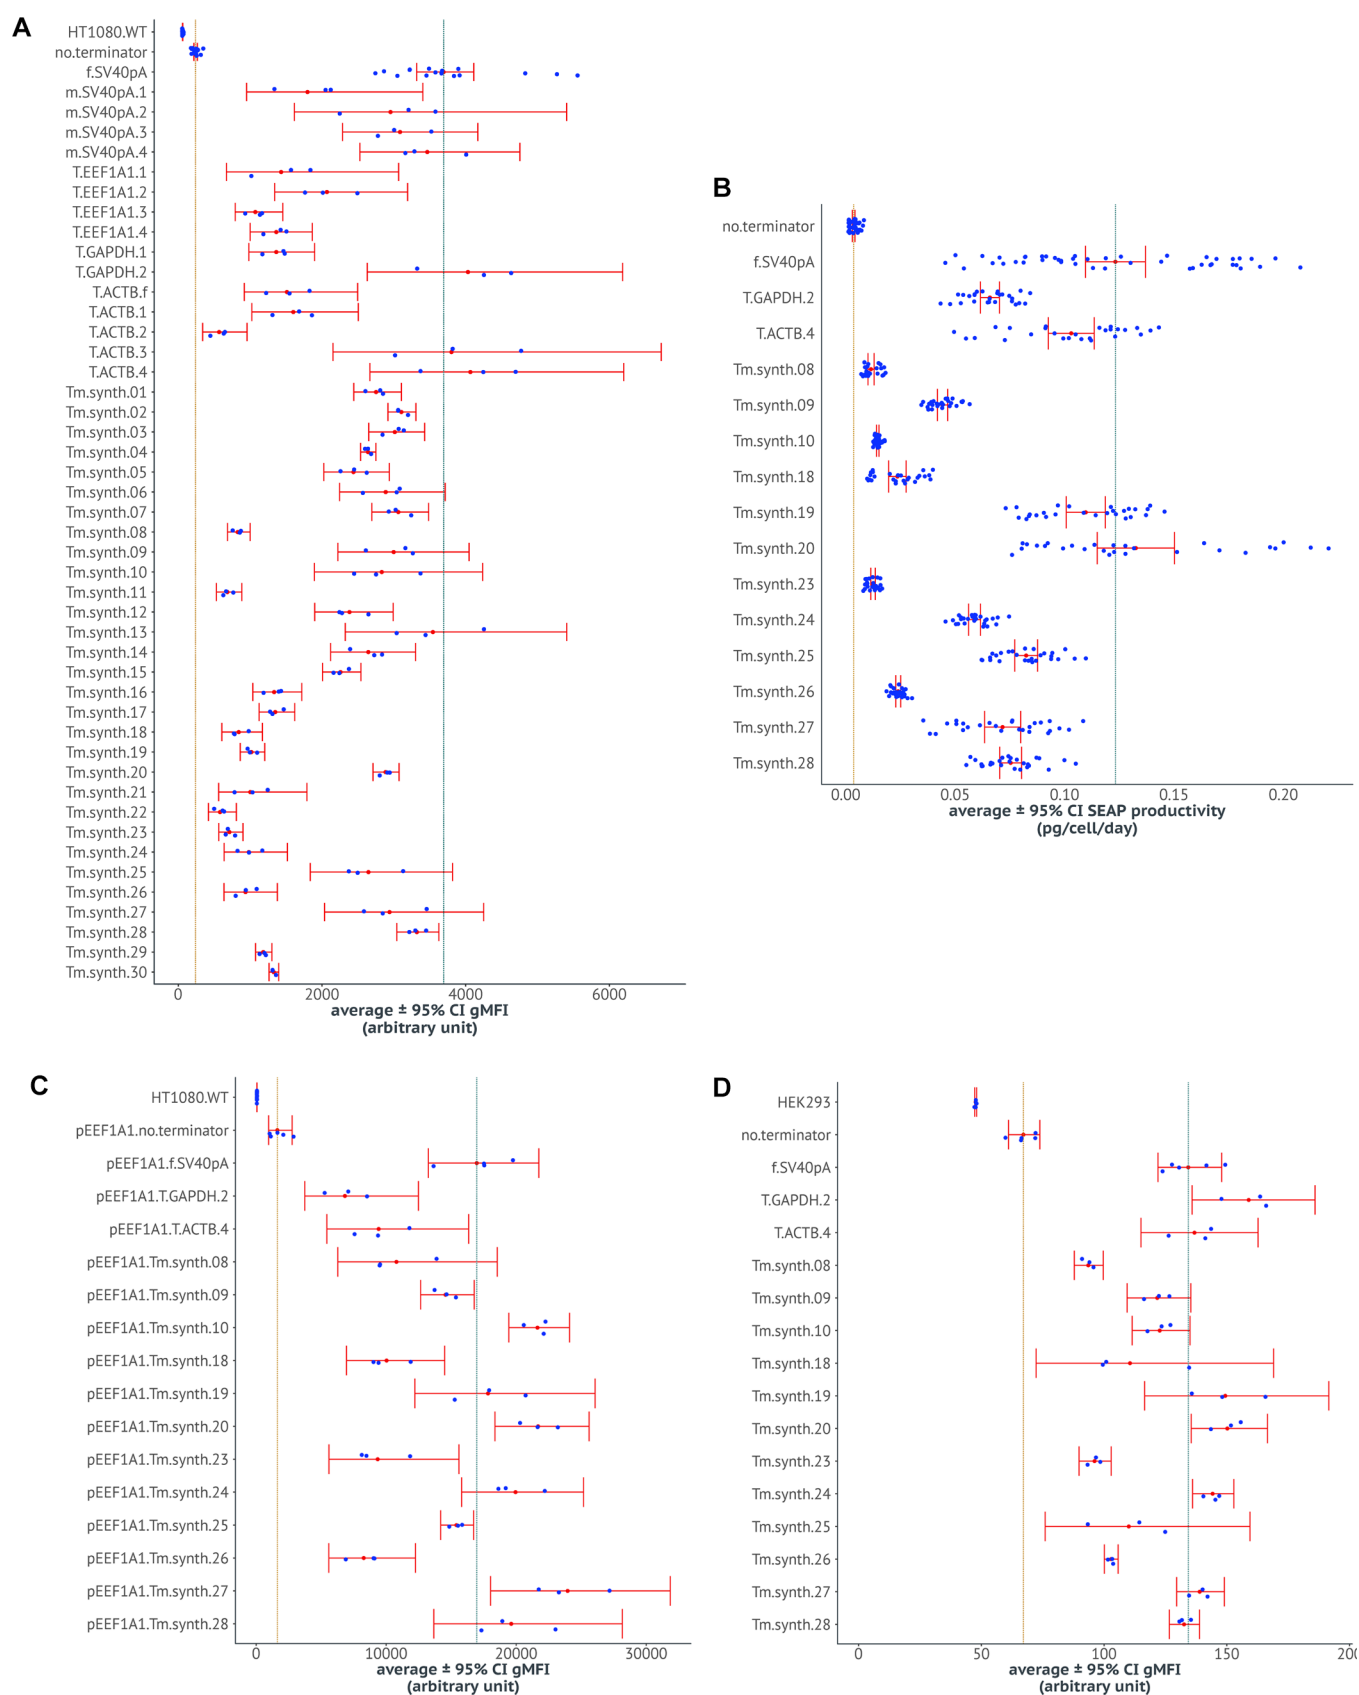 A
HT1080.WT
no.terminator
f.SV40pA
m.SV40pA.1
m.SV40pA.2
m.SV40pA.3
m.SV40pA.4
T.EEF1A1.1
T.EEF1A1.2
T.EEF1A1.3
T.EEF1A1.4
T.GAPDH.1
T.GAPDH.2
T.ACTB.f
T.ACTB.1
T.ACTB.2
T.ACTB.3
T.ACTB.4
Tm.synth.01
Tm.synth.02
Tm.synth.03
Tm.synth.04
Tm.synth.05
Tm.synth.06
Tm.synth.07
Tm.synth.08
Tm.synth.09
Tm.synth.10
Tm.synth.11
Tm.synth.12
Tm.synth.13
Tm.synth.14
Tm.synth.15
Tm.synth.16
Tm.synth.17
Tm.synth.18
Tm.synth.19
Tm.synth.20
Tm.synth.21
Tm.synth.22
Tm.synth.23
Tm.synth.24
Tm.synth.25
Tm.synth.26
Tm.synth.27
Tm.synth.28
Tm.synth.29
Tm.synth.30
0 2000 4000 6000
average ± 95% CI gMFI
(arbitrary unit)
B
no.terminator
f.SV40pA
T.GAPDH.2
T.ACTB.4
Tm.synth.08
Tm.synth.09
Tm.synth.10
Tm.synth.18
Tm.synth.19
Tm.synth.20
Tm.synth.23
Tm.synth.24
Tm.synth.25
Tm.synth.26
Tm.synth.27
Tm.synth.28
0.00 0.05 0.10 0.15 0.20
average ± 95% CI SEAP productivity
(pg/cell/day)
C
HT1080.WT
pEEF1A1.no.terminator
pEEF1A1.f.SV40pA
pEEF1A1.T.GAPDH.2
pEEF1A1.T.ACTB.4
pEEF1A1.Tm.synth.08
pEEF1A1.Tm.synth.09
pEEF1A1.Tm.synth.10
pEEF1A1.Tm.synth.18
pEEF1A1.Tm.synth.19
pEEF1A1.Tm.synth.20
pEEF1A1.Tm.synth.23
pEEF1A1.Tm.synth.24
pEEF1A1.Tm.synth.25
pEEF1A1.Tm.synth.26
pEEF1A1.Tm.synth.27
pEEF1A1.Tm.synth.28
0 10000 20000 30000
average ± 95% CI gMFI
(arbitrary unit)
D
HEK293
no.terminator
f.SV40pA
T.GAPDH.2
T.ACTB.4
Tm.synth.08
Tm.synth.09
Tm.synth.10
Tm.synth.18
Tm.synth.19
Tm.synth.20
Tm.synth.23
Tm.synth.24
Tm.synth.25
Tm.synth.26
Tm.synth.27
Tm.synth.28
0 50 100 150
average ± 95% CI gMFI
(arbitrary unit)